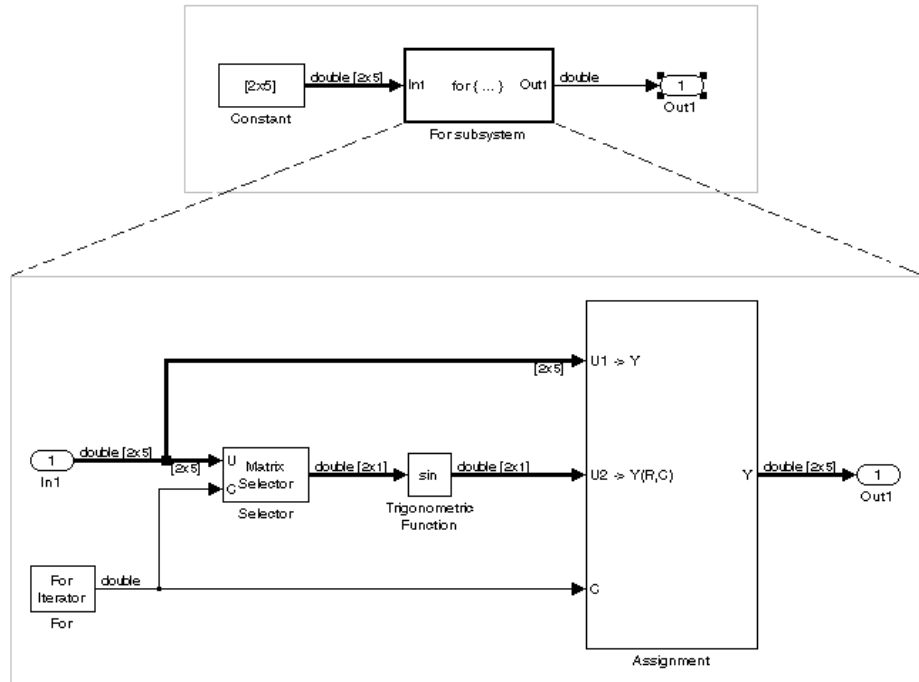 [2x5]
Constant
double [2x5]
In1
for { ... }
Out1
For subsystem
double
1
Out1
1
In1
double [2x5]
[2x5]
[2x5]
U
C
Matrix
Selector
Selector
double [2x1]
sin
Trigonometric
Function
double [2x1]
For
Iterator
For
double
U1 -> Y
U2 -> Y(R,C)
C
Y
Assignment
double [2x5]
1
Out1